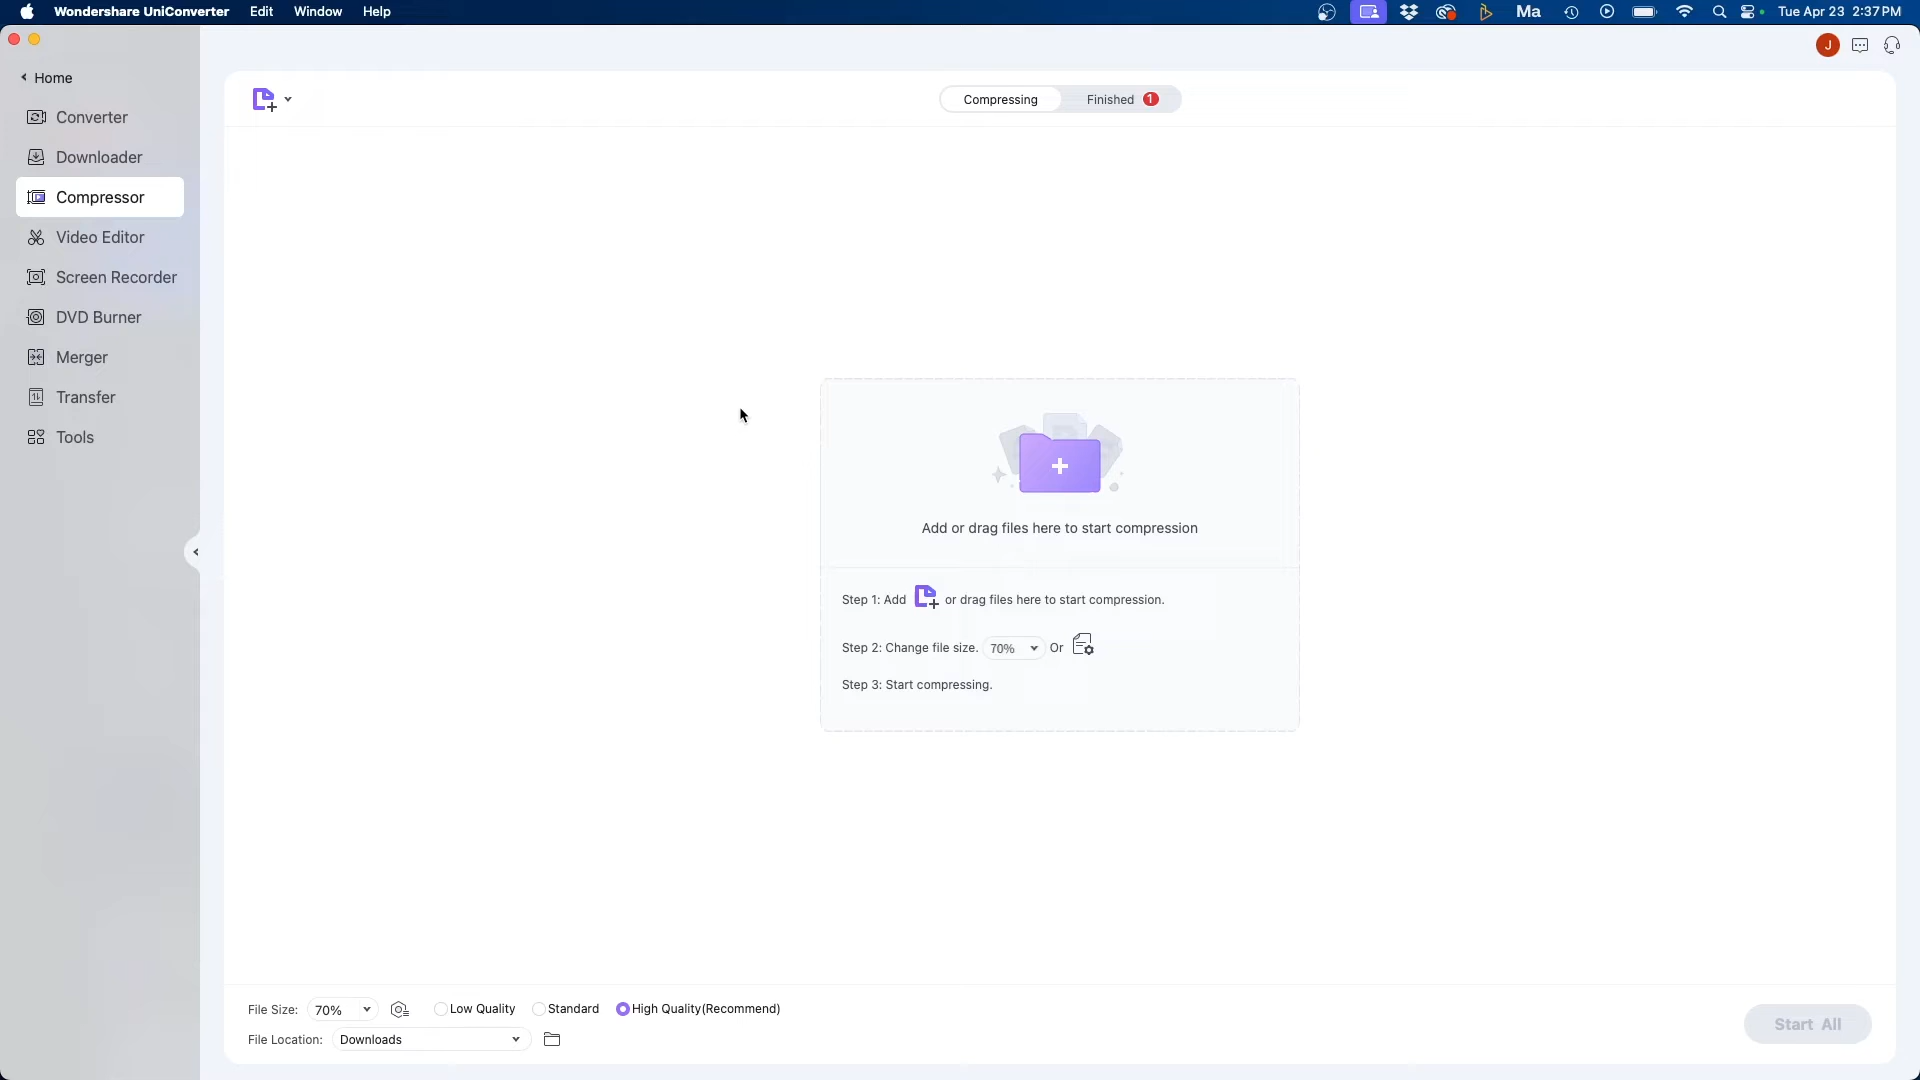 Wondershare UniConverter Edit Window Help Ma Tue Apr 23 2:37 PM
J
Home
Converter
Downloader
Compressor
Video Editor
Screen Recorder
DVD Burner
Merger
Transfer
Tools
Compressing Finished 1
Add or drag files here to start compression
Step 1: Add or drag files here to start compression.
Step 2: Change file size. 70% Or
Step 3: Start compressing.
File Size: 70% Low Quality Standard High Quality(Recommend)
File Location: Downloads
Start All